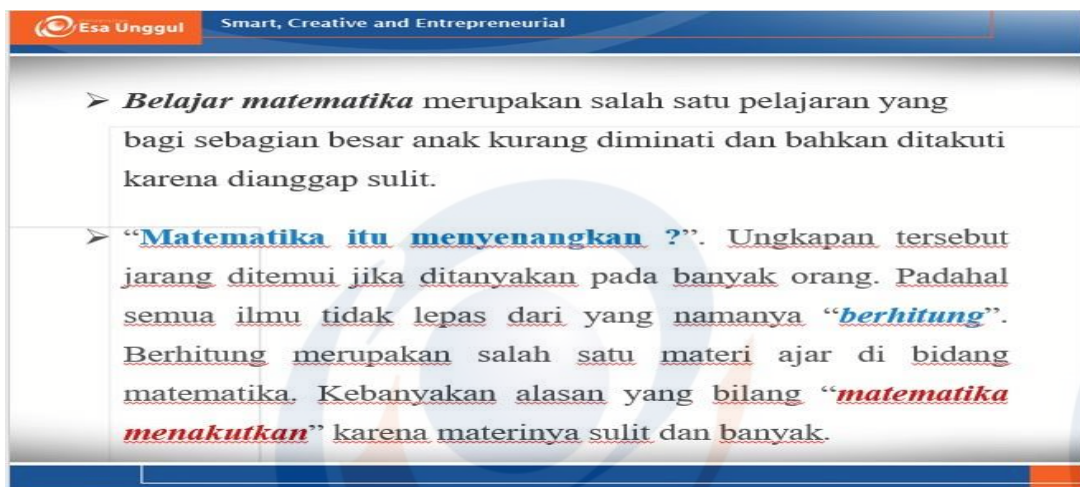 Esa Unggul
Smart, Creative and Entrepreneurial
➢ Belajar matematika merupakan salah satu pelajaran yang
bagi sebagian besar anak kurang diminati dan bahkan ditakuti
karena dianggap sulit.
➢ “Matematika itu menyenangkan ?”. Ungkapan tersebut
jarang ditemui jika ditanyakan pada banyak orang. Padahal
semua ilmu tidak lepas dari yang namanya “berhitung”.
Berhitung merupakan salah satu materi ajar di bidang
matematika. Kebanyakan alasan yang bilang “matematika
menakutkan” karena materinya sulit dan banyak.